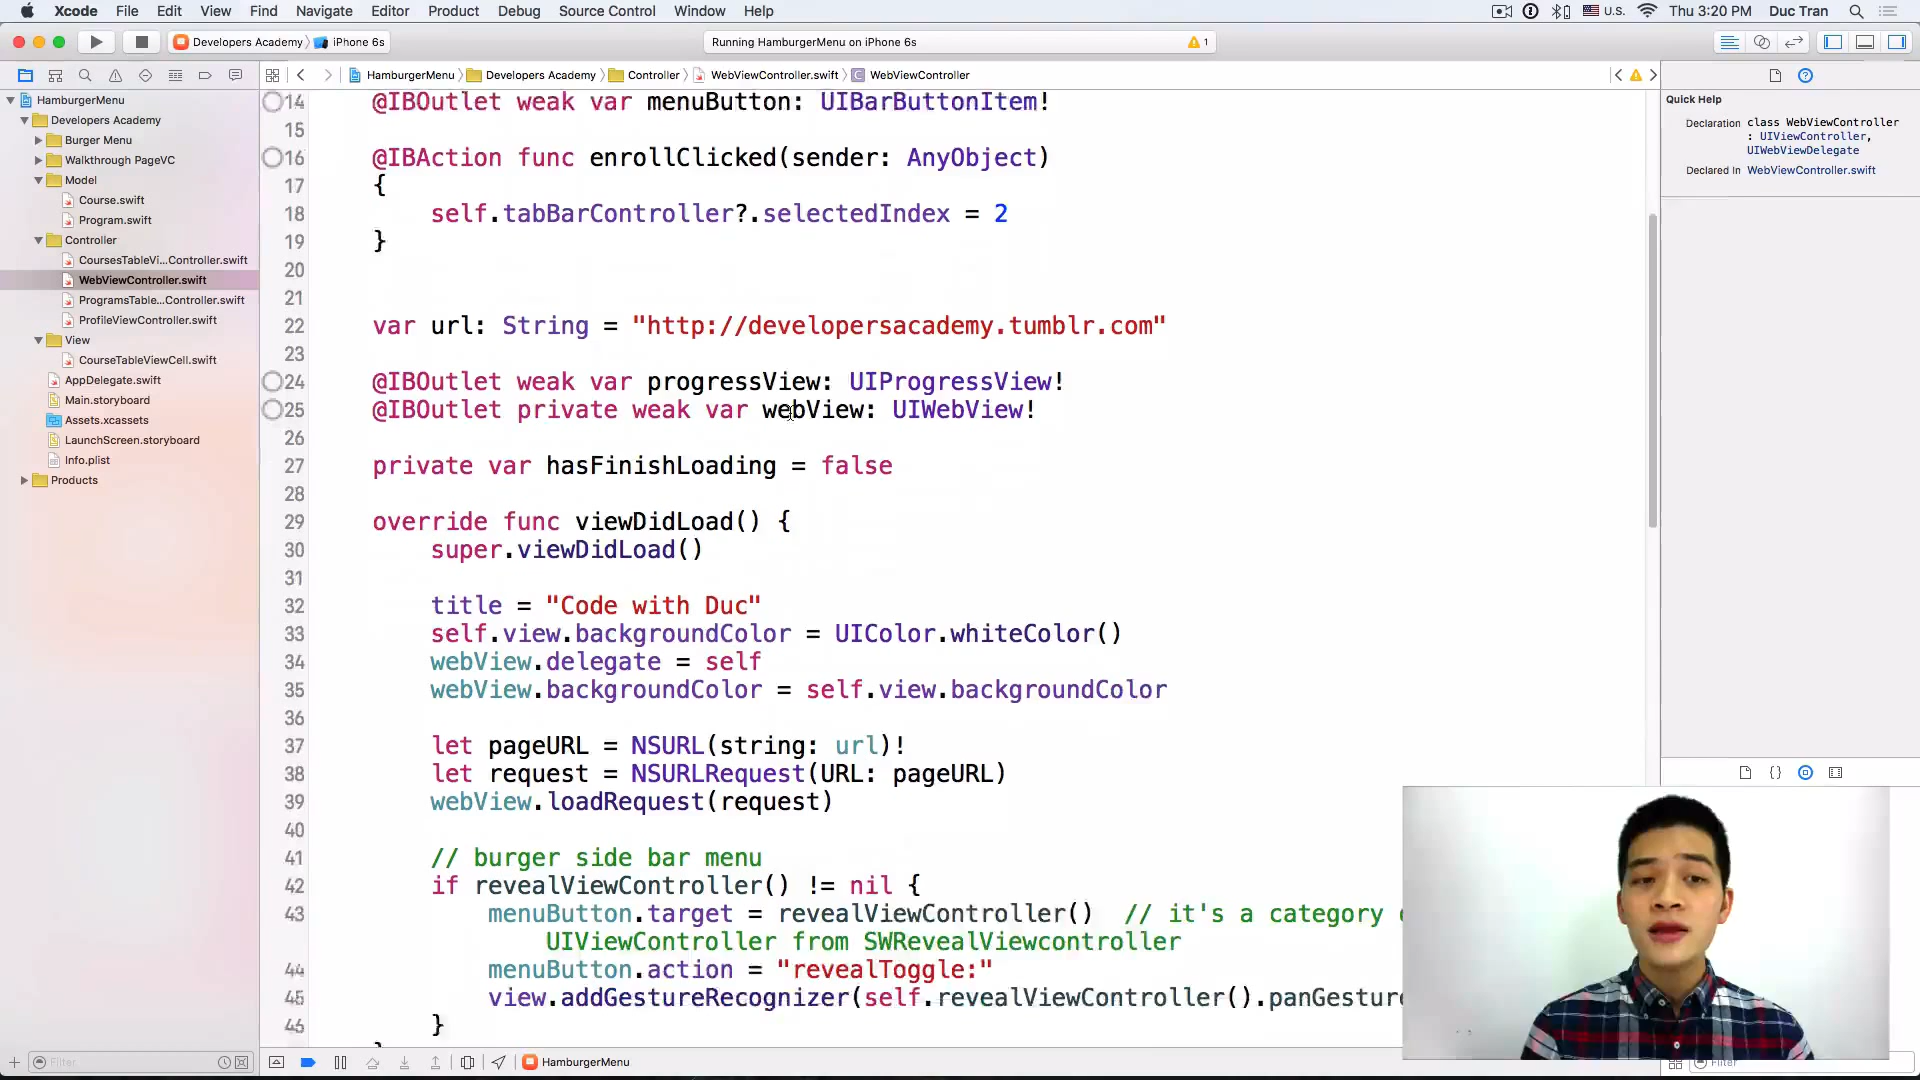 Xcode File Edit View Find Navigate Editor Product Debug Source Control Window Help
U.S. Thu 3:20 PM Duc Tran
Developers Academy iPhone 6s
Running HamburgerMenu on iPhone 6s
1
HamburgerMenu Developers Academy Controller WebViewController.swift C WebViewController
HamburgerMenu
Developers Academy
Burger Menu
Walkthrough PageVC
Model
Course.swift
Program.swift
Controller
CoursesTableVi...Controller.swift
WebViewController.swift
ProgramsTable...Controller.swift
ProfileViewController.swift
View
CourseTableViewCell.swift
AppDelegate.swift
Main.storyboard
Assets.xcassets
LaunchScreen.storyboard
Info.plist
Products
Filter
14 @IBOutlet weak var menuButton: UIBarButtonItem!
15
16 @IBAction func enrollClicked(sender: AnyObject)
17 {
18 self.tabBarController?.selectedIndex = 2
19 }
20
21
22 var url: String = "http://developersacademy.tumblr.com"
23
24 @IBOutlet weak var progressView: UIProgressView!
25 @IBOutlet private weak var webView: UIWebView!
26
27 private var hasFinishLoading = false
28
29 override func viewDidLoad() {
30 super.viewDidLoad()
31
32 title = "Code with Duc"
33 self.view.backgroundColor = UIColor.whiteColor()
34 webView.delegate = self
35 webView.backgroundColor = self.view.backgroundColor
36
37 let pageURL = NSURL(string: url)!
38 let request = NSURLRequest(URL: pageURL)
39 webView.loadRequest(request)
40
41 // burger side bar menu
42 if revealViewController() != nil {
43 menuButton.target = revealViewController() // it's a category
UIViewController from SWRevealViewcontroller
44 menuButton.action = "revealToggle:"
45 view.addGestureRecognizer(self.revealViewController().panGesture
46 }
HamburgerMenu
Quick Help
Declaration class WebViewController
: UIViewController,
UIWebViewDelegate
Declared In WebViewController.swift
Filter